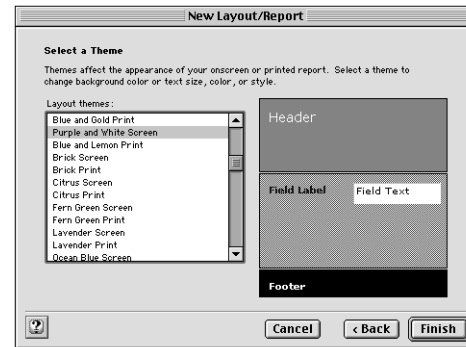 New Layout/Report
Select a Theme
Themes affect the appearance of your onscreen or printed report. Select a theme to
change background color or text size, color, or style.
Layout themes:
Blue and Gold Print
Purple and White Screen
Blue and Lemon Print
Brick Screen
Brick Print
Citrus Screen
Citrus Print
Fern Green Screen
Fern Green Print
Lavender Screen
Lavender Print
Ocean Blue Screen
Header
Field Label Field Text
Footer
?
Cancel < Back Finish